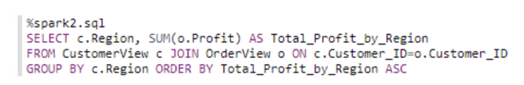 %spark2.sql
SELECT c.Region, SUM(o.Profit) AS Total_Profit_by_Region
FROM CustomerView c JOIN OrderView o ON c.Customer_ID=o.Customer_ID
GROUP BY c.Region ORDER BY Total_Profit_by_Region ASC